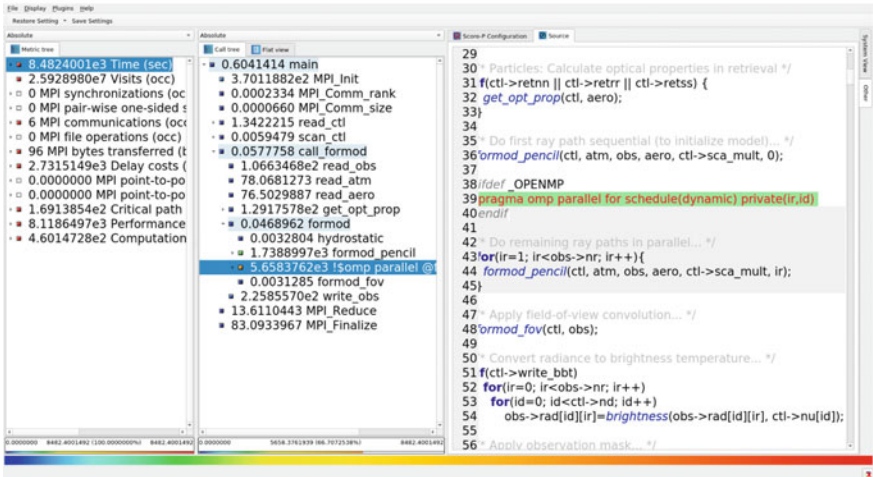 File Display Plugins Help
Restore Setting Save Settings
Absolute
Metric tree
8.4824001e3 Time (sec)
2.5928980e7 Visits (occ)
0 MPI synchronizations (oc
0 MPI pair-wise one-sided s
6 MPI communications (occ
0 MPI file operations (occ)
96 MPI bytes transferred (b
2.7315149e3 Delay costs (
0.0000000 MPI point-to-po
0.0000000 MPI point-to-po
1.6913854e2 Critical path
8.1186497e3 Performance
4.6014728e2 Computation
0.0000000 8482.4001492 (100.0000000%) 8482.4001492
Absolute
Call tree Flat view
0.6041414 main
3.7011882e2 MPI_Init
0.0002334 MPI_Comm_rank
0.0000660 MPI_Comm_size
1.3422215 read_ctl
0.0059479 scan_ctl
0.0577758 call_formod
1.0663468e2 read_obs
78.0681273 read_atm
76.5029887 read_aero
1.2917578e2 get_opt_prop
0.0468962 formod
0.0032804 hydrostatic
1.7388997e3 formod_pencil
5.6583762e3 !$omp parallel @f
0.0031285 formod_fov
2.2585570e2 write_obs
13.6110443 MPI_Reduce
83.0933967 MPI_Finalize
0.0000000 5658.3761939 (66.7072538%) 8482.4001492
Score-P Configuration Source
29
30 * Particles: Calculate optical properties in retrieval */
31 f(ctl->retnn || ctl->retrr || ctl->retss) {
32 get_opt_prop(ctl, aero);
33 }
34
35 * Do first ray path sequential (to initialize model)... */
36 formod_pencil(ctl, atm, obs, aero, ctl->sca_mult, 0);
37
38 ifdef _OPENMP
39 pragma omp parallel for schedule(dynamic) private(ir,id)
40 endif
41
42 * Do remaining ray paths in parallel... */
43 for(ir=1; ir<obs->nr; ir++){
44 formod_pencil(ctl, atm, obs, aero, ctl->sca_mult, ir);
45 }
46
47 * Apply field-of-view convolution... */
48 formod_fov(ctl, obs);
49
50 * Convert radiance to brightness temperature... */
51 f(ctl->write_bbt)
52 for(ir=0; ir<obs->nr; ir++)
53 for(id=0; id<ctl->nd; id++)
54 obs->rad[id][ir]=brightness(obs->rad[id][ir], ctl->nu[id]);
55
56 * Apply observation mask... */
System View
Other